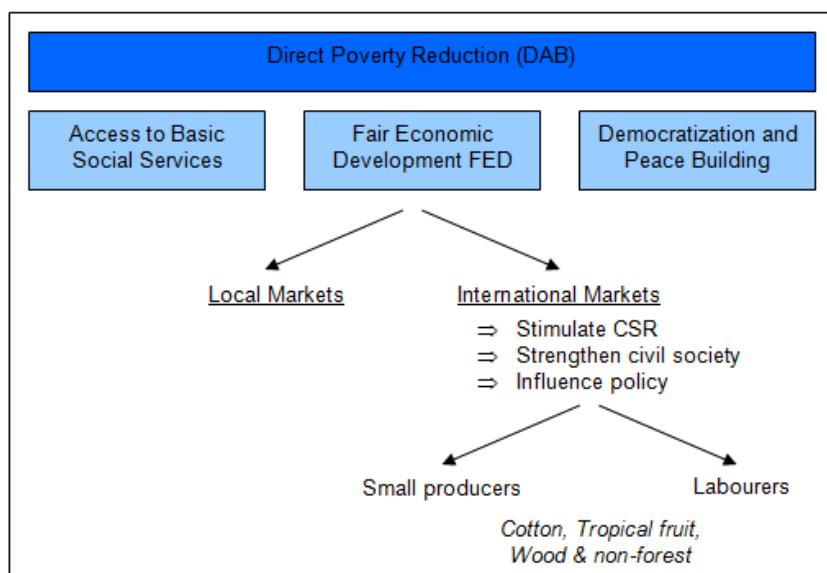 Direct Poverty Reduction (DAB)
Access to Basic
Social Services
Fair Economic
Development FED
Democratization and
Peace Building
Local Markets
International Markets
⇒ Stimulate CSR
⇒ Strengthen civil society
⇒ Influence policy
Small producers
Labourers
Cotton, Tropical fruit,
Wood & non-forest